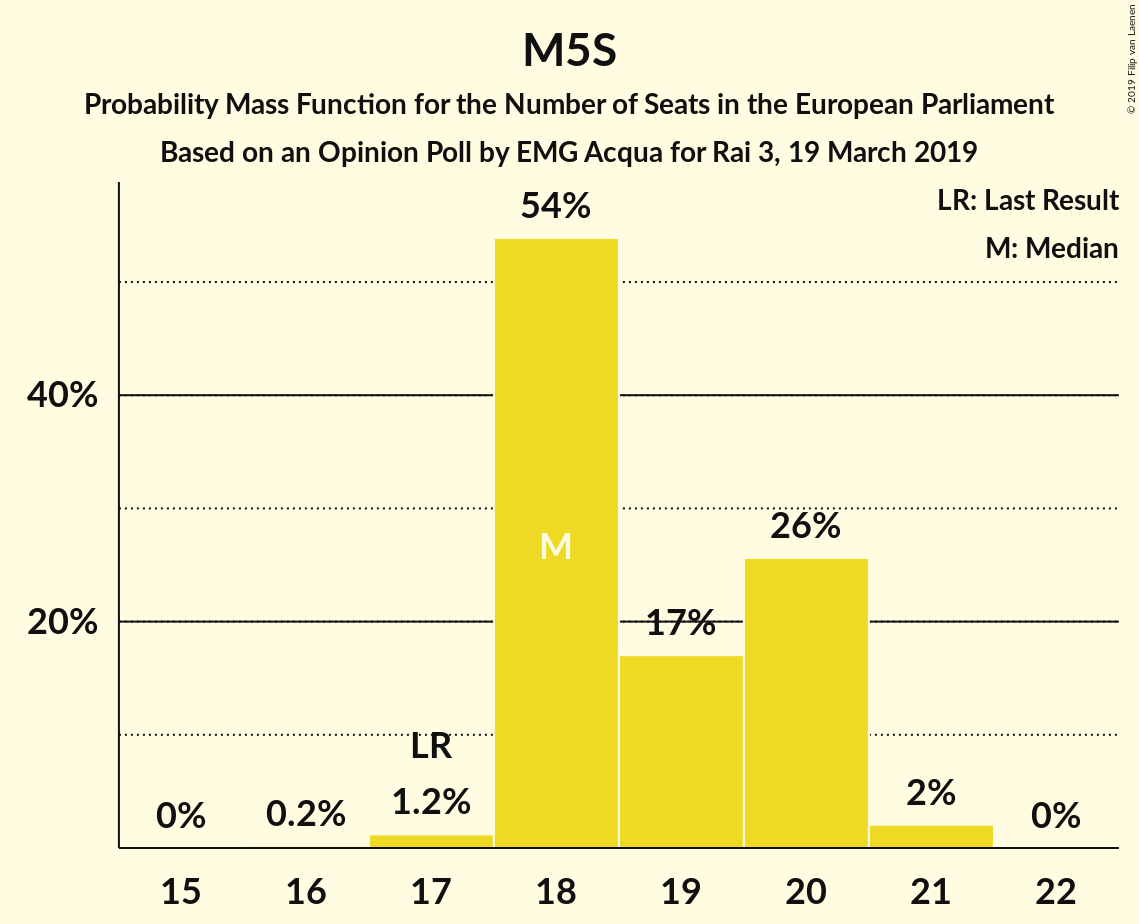 M5S
Probability Mass Function for the Number of Seats in the European Parliament
Based on an Opinion Poll by EMG Acqua for Rai 3, 19 March 2019
© 2019 Filip van Laenen
LR: Last Result
M: Median
54%
40%
26%
M
20%
17%
LR
0%
0.2%
1.2%
2%
0%
15 16 17 18 19 20 21 22